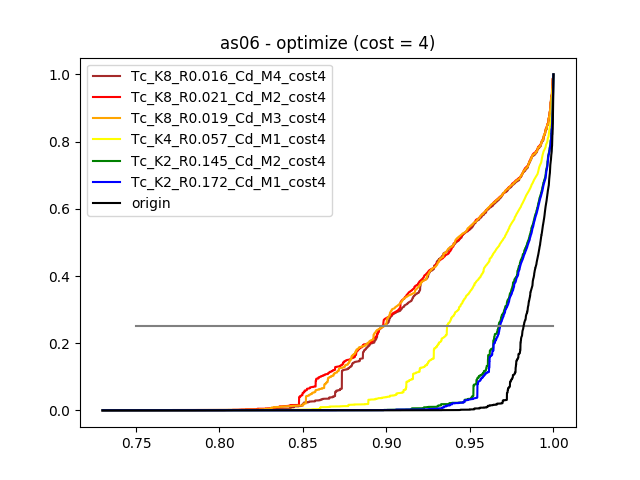 as06 - optimize (cost = 4)
Tc_K8_R0.016_Cd_M4_cost4
Tc_K8_R0.021_Cd_M2_cost4
Tc_K8_R0.019_Cd_M3_cost4
Tc_K4_R0.057_Cd_M1_cost4
Tc_K2_R0.145_Cd_M2_cost4
Tc_K2_R0.172_Cd_M1_cost4
origin
1.0
0.8
0.6
0.4
0.2
0.0
0.75 0.80 0.85 0.90 0.95 1.00